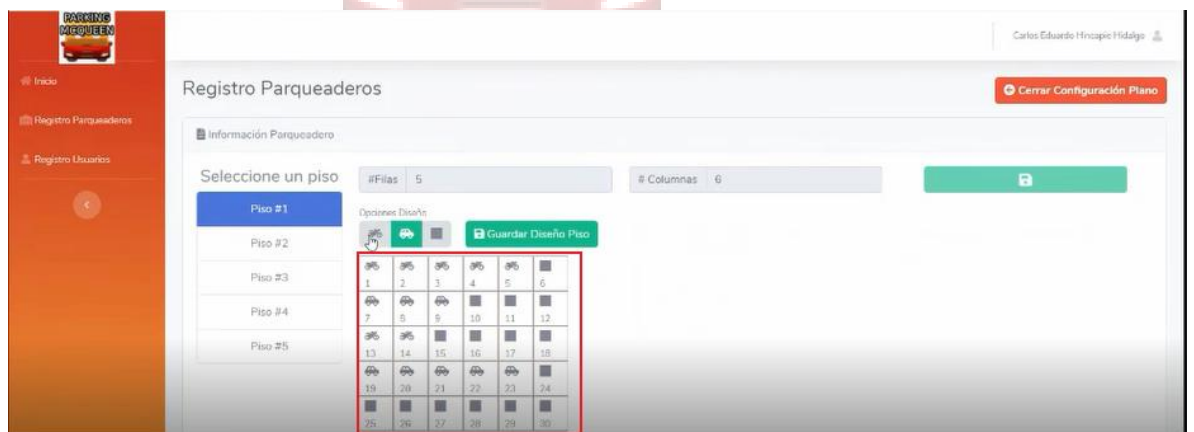 PARKING
MCQUEEN
Carlos Eduardo Hincapie Hidalgo
Inicio
Registro Parqueaderos
Registro Usuarios
Registro Parqueaderos
Cerrar Configuración Plano
Información Parqueadero
Seleccione un piso
#Filas 5
# Columnas 6
Piso #1
Piso #2
Piso #3
Piso #4
Piso #5
Opciones Diseño
Guardar Diseño Piso
1 2 3 4 5 6
7 8 9 10 11 12
13 14 15 16 17 18
19 20 21 22 23 24
25 26 27 28 29 30